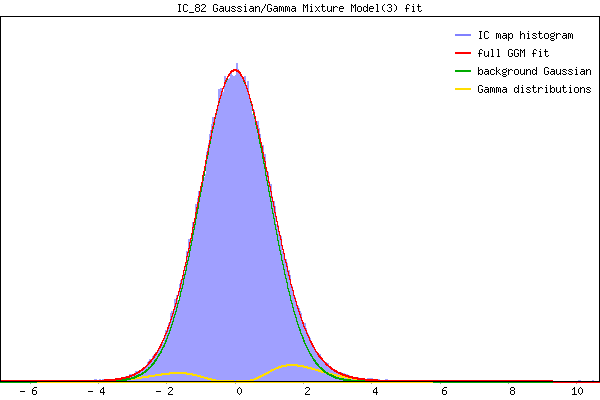 IC_82 Gaussian/Gamma Mixture Model(3) fit
IC map histogram
full GGM fit
background Gaussian
Gamma distributions
-6 -4 -2 0 2 4 6 8 10